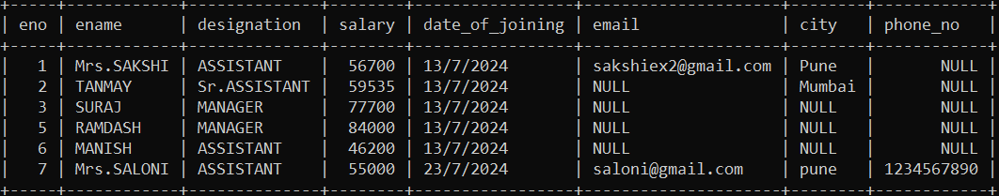 | eno | ename | designation | salary | date_of_joining | email | city | phone_no |
| 1 | Mrs.SAKSHI | ASSISTANT | 56700 | 13/7/2024 | sakshiex2@gmail.com | Pune | NULL |
| 2 | TANMAY | Sr.ASSISTANT | 59535 | 13/7/2024 | NULL | Mumbai | NULL |
| 3 | SURAJ | MANAGER | 77700 | 13/7/2024 | NULL | NULL | NULL |
| 5 | RAMDASH | MANAGER | 84000 | 13/7/2024 | NULL | NULL | NULL |
| 6 | MANISH | ASSISTANT | 46200 | 13/7/2024 | NULL | NULL | NULL |
| 7 | Mrs.SALONI | ASSISTANT | 55000 | 23/7/2024 | saloni@gmail.com | pune | 1234567890 |